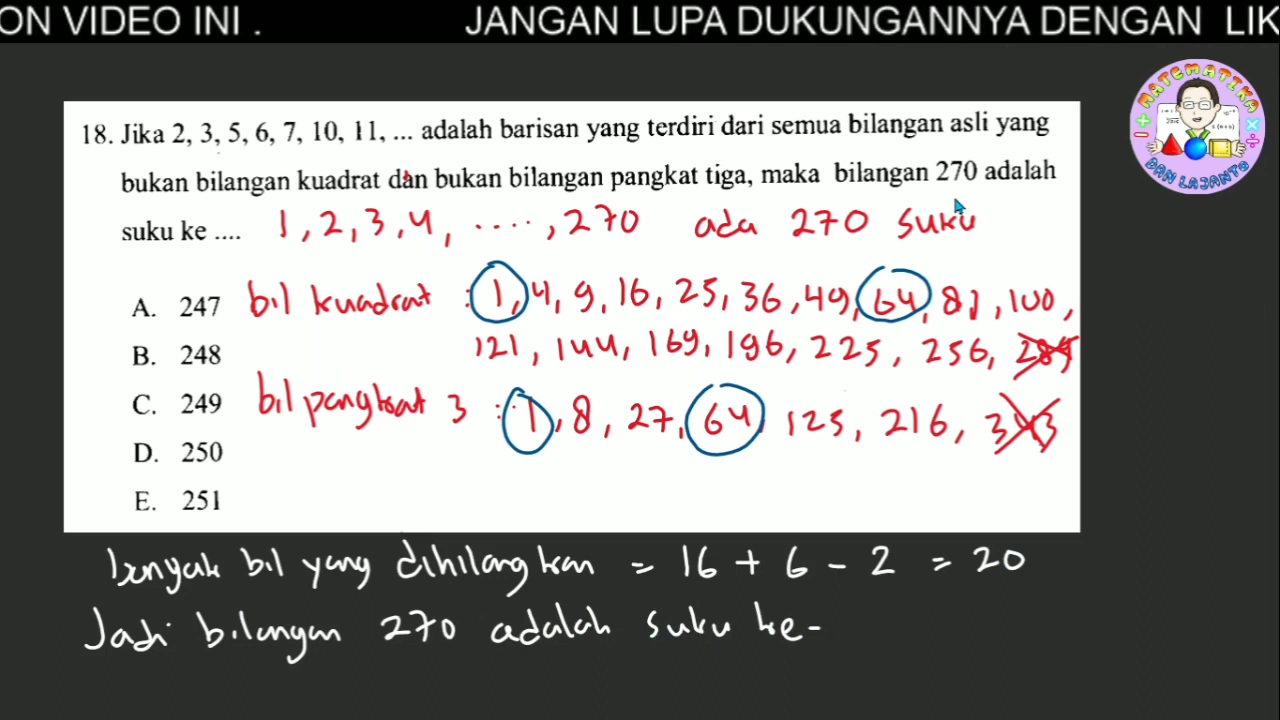 ON VIDEO INI . JANGAN LUPA DUKUNGANNYA DENGAN LIK
MATEMATIKA
DAN LAJANTO
18. Jika 2, 3, 5, 6, 7, 10, 11, ... adalah barisan yang terdiri dari semua bilangan asli yang
bukan bilangan kuadrat dan bukan bilangan pangkat tiga, maka bilangan 270 adalah
suku ke ....
1, 2, 3, 4, ...., 270 ada 270 suku
A. 247
B. 248
C. 249
D. 250
E. 251
bil kuadrat : 1, 4, 9, 16, 25, 36, 49, 64, 81, 100,
121, 144, 169, 196, 225, 256, 289
bil pangkat 3 : 1, 8, 27, 64, 125, 216, 343
banyak bil yang dihilangkan = 16 + 6 - 2 = 20
Jadi bilangan 270 adalah suku ke-